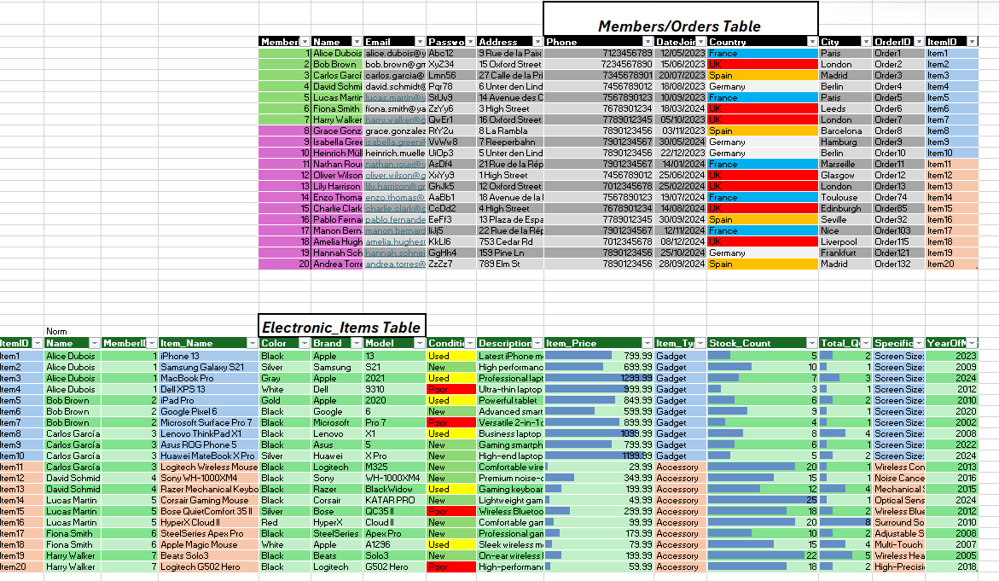 Members/Orders Table
Member Name Email Passwo Address Phone DateJoin Country City OrderID ItemID
1 Alice Dubois alice.dubois@y Abc12 9 Rue de la Paix 7123456789 12/05/2023 France Paris Order1 Item1
2 Bob Brown bob.brown@gm XyZ34 15 Oxford Street 7234567890 15/06/2023 UK London Order2 Item2
3 Carlos Garcí carlos.garcia@ Lmn56 27 Calle de la Pri 7345678901 20/07/2023 Spain Madrid Order3 Item3
4 David Schmi david.schmidt@ Pqr78 6 Unter den Lind 7456789012 18/08/2023 Germany Berlin Order4 Item4
5 Lucas Martin lucas.martin@y StUv9 14 Avenue des C 7567890123 10/09/2023 France Paris Order5 Item5
6 Fiona Smith fiona.smith@ya ZzYy6 3 High Street 7678901234 18/03/2024 UK Leeds Order6 Item6
7 Harry Walker harry.walker@g QwEr1 16 Oxford Street 7789012345 05/10/2023 UK London Order7 Item7
8 Grace Gonz grace.gonzalez RtYZu 8 La Rambla 7890123456 03/11/2023 Spain Barcelona Order8 Item8
9 Isabella Gree isabella.green@ VvWw8 7 Reeperbahn 7901234567 30/05/2024 Germany Hamburg Order9 Item9
10 Heinrich Müll heinrich.muelle UiOp3 5 Unter den Lind 7012345678 22/12/2023 Germany Berlin Order10 Item10
11 Nathan Roux nathan.roux@y AsDf4 21 Rue de la Rép 7901234567 14/01/2024 France Marseille Order11 Item11
12 Oliver Wilson oliver.wilson@g XxYy9 1 High Street 7456789012 25/06/2024 UK Glasgow Order12 Item12
13 Lily Harrison lily.harrison@gr GhJk5 12 Oxford Street 7012345678 25/02/2024 UK London Order13 Item13
14 Enzo Thoma enzo.thomas@ AaBb1 18 Avenue de la 7567890123 19/07/2024 France Toulouse Order74 Item14
15 Charlie Clark charlie.clark@c CcDd2 4 High Street 7678901234 14/08/2024 UK Edinburgh Order85 Item15
16 Pablo Ferna pablo.fernande EeFf3 13 Plaza de Espa 7789012345 30/09/2024 Spain Seville Order92 Item16
17 Manon Bern manon.bernard IiJj5 22 Rue de la Rép 7901234567 12/11/2024 France Nice Order103 Item17
18 Amelia Hugh amelia.hughes KkLl6 753 Cedar Rd 7012345678 08/12/2024 UK Liverpool Order115 Item18
19 Hannah Sch hannah.schnei GgHh4 159 Pine Ln 7890123456 25/10/2024 Germany Frankfurt Order121 Item19
20 Andrea Torre andrea.torres@ ZzZz7 789 Elm St 7890123456 28/09/2024 Spain Madrid Order132 Item20
Norm
Electronic_Items Table
ItemID Name MemberID Item_Name Color Brand Model Conditic Description Item_Price Item_Ty Stock_Count Total_Q Specific YearOfM
Item1 Alice Dubois 1 iPhone 13 Black Apple 13 Used Latest iPhone m 799.99 Gadget 5 2 Screen Size: 2023
Item2 Alice Dubois 1 Samsung Galaxy S21 Silver Samsung S21 New High performanc 699.99 Gadget 10 1 Screen Size: 2009
Item3 Alice Dubois 1 MacBook Pro Gray Apple 2021 Used Professional lapt 1299.99 Gadget 7 3 Screen Size: 2024
Item4 Alice Dubois 1 Dell XPS 13 White Dell 9310 Poor Ultra-thin laptop 999.99 Gadget 3 2 Screen Size: 2012
Item5 Bob Brown 2 iPad Pro Gold Apple 2020 Used Powerful tablet 849.99 Gadget 6 2 Screen Size: 2010
Item6 Bob Brown 2 Google Pixel 6 Black Google 6 New Advanced smart 599.99 Gadget 9 1 Screen Size: 2020
Item7 Bob Brown 2 Microsoft Surface Pro 7 Black Microsoft Pro 7 Poor Versatile 2-in-1 c 899.99 Gadget 4 1 Screen Size: 2002
Item8 Carlos García 3 Lenovo ThinkPad X1 Black Lenovo X1 Used Business laptop 1099.99 Gadget 8 4 Screen Size: 2008
Item9 Carlos García 3 Asus ROG Phone 5 Black Asus 5 New Gaming smartph 799.99 Gadget 6 1 Screen Size: 2022
Item10 Carlos García 3 Huawei MateBook X Pro Silver Huawei X Pro New High-end laptop 1199.99 Gadget 5 2 Screen Size: 2024
Item11 Carlos García 3 Logitech Wireless Mouse Black Logitech M325 New Comfortable wire 29.99 Accessory 20 1 Wireless Con 2013
Item12 David Schmid 4 Sony WH-1000XM4 Black Sony WH-1000XM4 New Premium noise-c 349.99 Accessory 15 1 Noise Cance 2016
Item13 David Schmid 4 Razer Mechanical Keybo Black Razer BlackWidow Used Gaming keyboar 199.99 Accessory 12 4 Mechanical 2015
Item14 Lucas Martin 5 Corsair Gaming Mouse Black Corsair KATAR PRO New Lightweight gam 49.99 Accessory 25 1 Optical Sens 2024
Item15 Lucas Martin 5 Bose QuietComfort 35 II Silver Bose QC35 II Poor Wireless Bluetoo 299.99 Accessory 18 2 Wireless Blue 2012
Item16 Lucas Martin 5 HyperX Cloud II Red HyperX Cloud II New Comfortable gam 99.99 Accessory 20 8 Surround So 2010
Item17 Fiona Smith 6 SteelSeries Apex Pro Black SteelSeries Apex Pro New Professional gam 179.99 Accessory 10 2 Adjustable S 2008
Item18 Fiona Smith 6 Apple Magic Mouse White Apple A1296 Used Sleek wireless m 79.99 Accessory 15 4 Multi-Touch 2007
Item19 Harry Walker 7 Beats Solo3 Black Beats Solo3 New On-ear wireless 199.99 Accessory 22 5 Wireless Hea 2005
Item20 Harry Walker 7 Logitech G502 Hero Black Logitech G502 Hero Poor High-performanc 59.99 Accessory 18 2 High-Precisi 2018